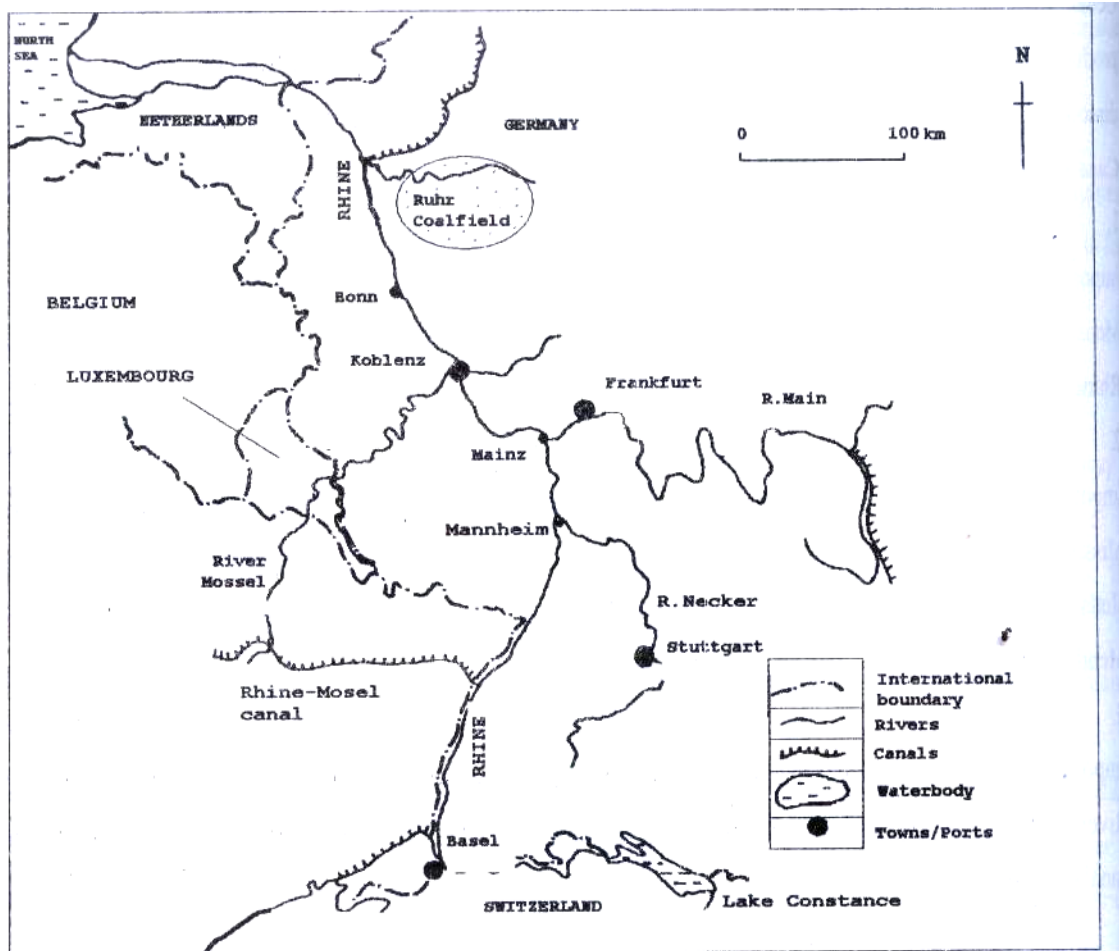 NORTH
SEA
N
NETHERLANDS
GERMANY
0 100 km
RHINE
Ruhr
Coalfield
BELGIUM
Bonn
Koblenz
LUXEMBOURG
Frankfurt
R.Main
Mainz
Mannheim
River
Mossel
R.Necker
Stuttgart
Rhine-Mosel
canal
RHINE
International
boundary
Rivers
Canals
Waterbody
Towns/Ports
Basel
SWITZERLAND
Lake Constance